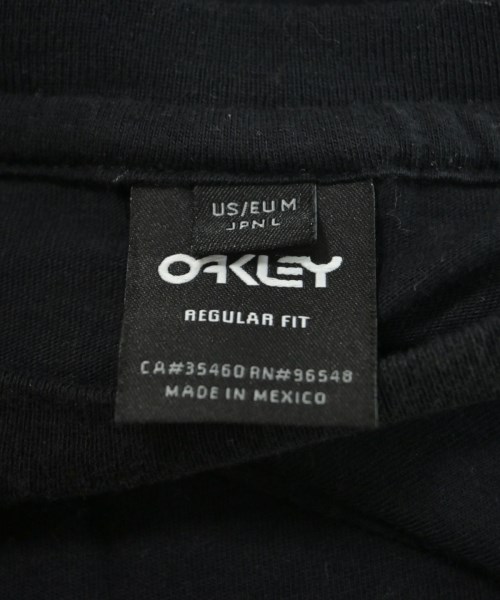 US/EU M
JPN L
OAKLEY
REGULAR FIT
CA#35460 RN#96548
MADE IN MEXICO